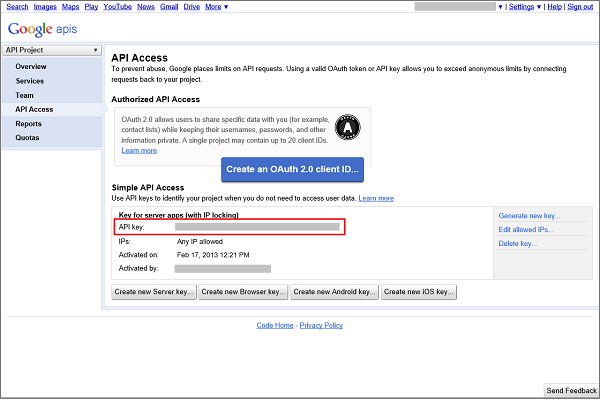 Search Images Maps Play YouTube News Gmail Drive More ▼
▼ | Settings ▼ | Help | Sign out
Google apis
API Project ▼
Overview
Services
Team
API Access
Reports
Quotas
API Access
To prevent abuse, Google places limits on API requests. Using a valid OAuth token or API key allows you to exceed anonymous limits by connecting
requests back to your project.
Authorized API Access
OAuth 2.0 allows users to share specific data with you (for example,
contact lists) while keeping their usernames, passwords, and other
information private. A single project may contain up to 20 client IDs.
Learn more
A
Create an OAuth 2.0 client ID...
Simple API Access
Use API keys to identify your project when you do not need to access user data. Learn more
Key for server apps (with IP locking)
API key:
IPs: Any IP allowed
Activated on: Feb 17, 2013 12:21 PM
Activated by:
Generate new key...
Edit allowed IPs...
Delete key...
Create new Server key... Create new Browser key... Create new Android key... Create new iOS key...
Code Home - Privacy Policy
Send Feedback